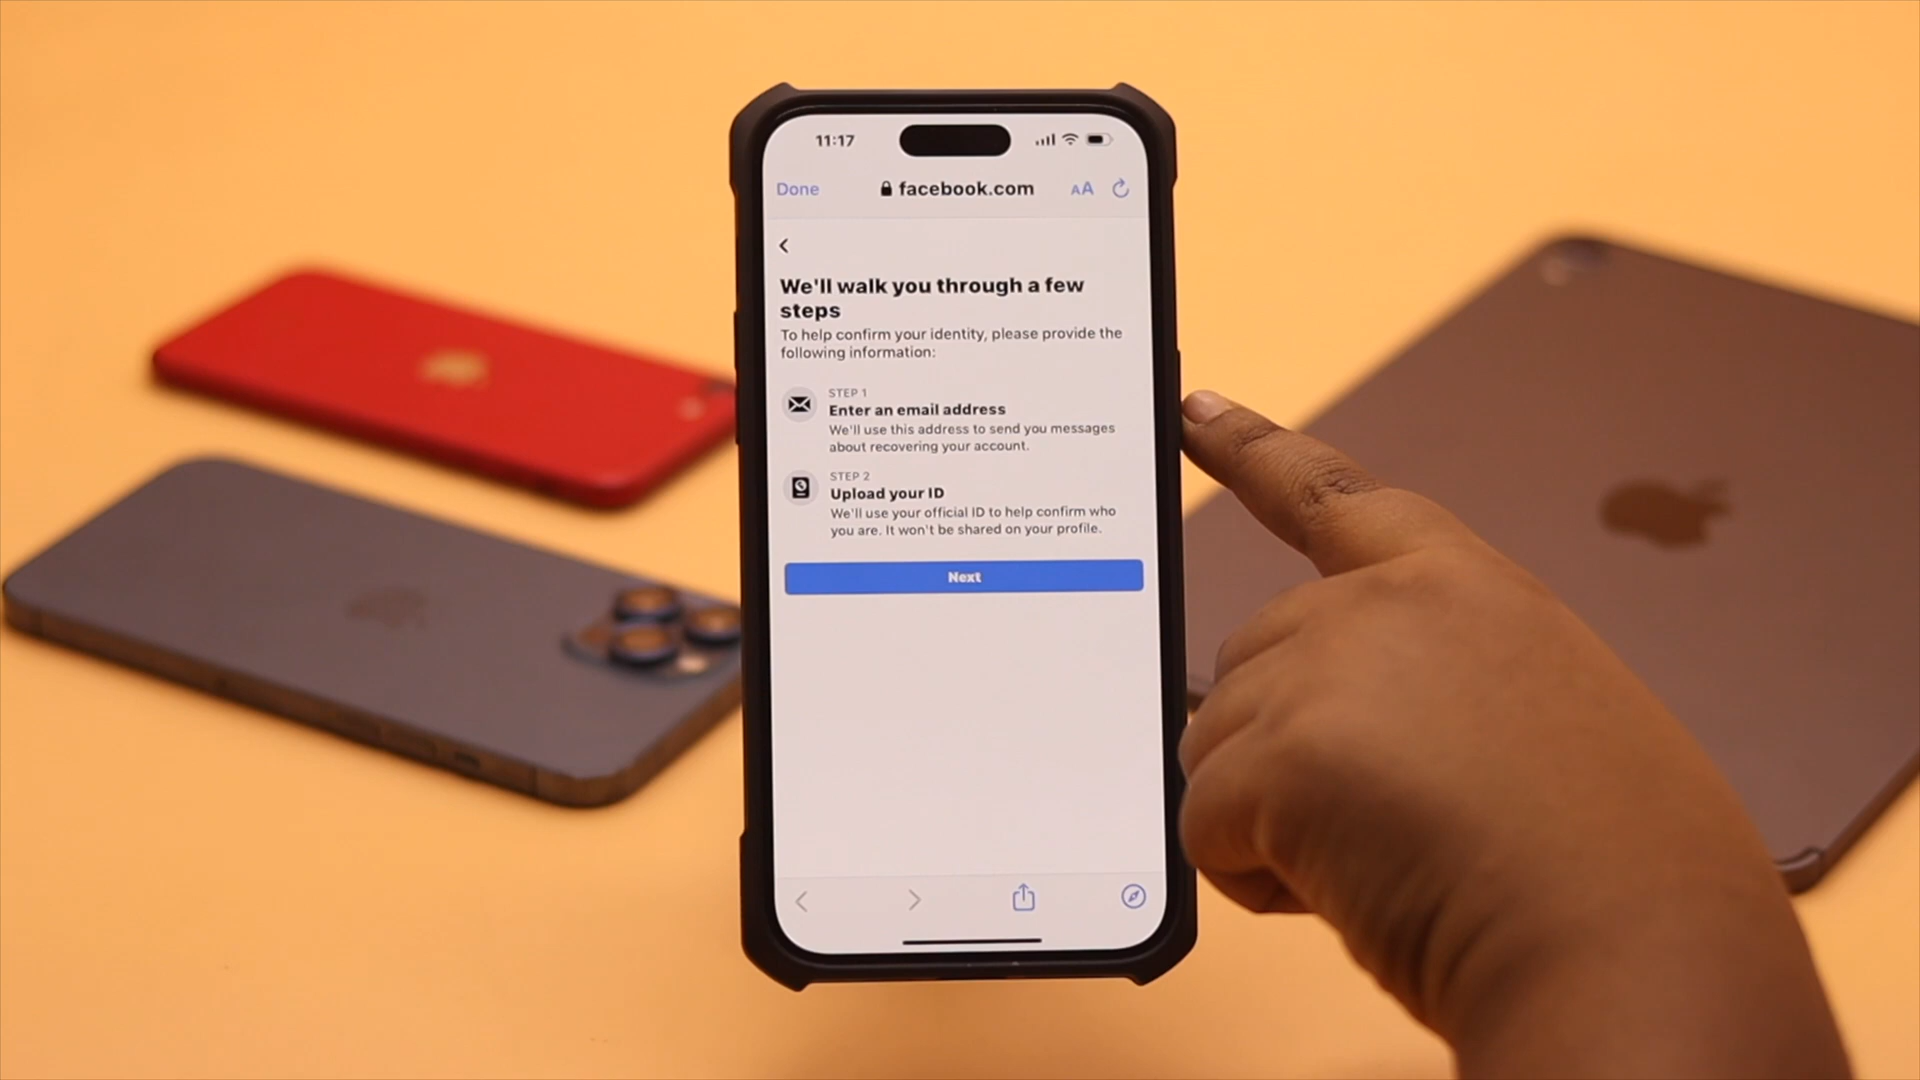 11:17
Done
facebook.com
AA
We'll walk you through a few
steps
To help confirm your identity, please provide the
following information:
STEP 1
Enter an email address
We'll use this address to send you messages
about recovering your account.
STEP 2
Upload your ID
We'll use your official ID to help confirm who
you are. It won't be shared on your profile.
Next